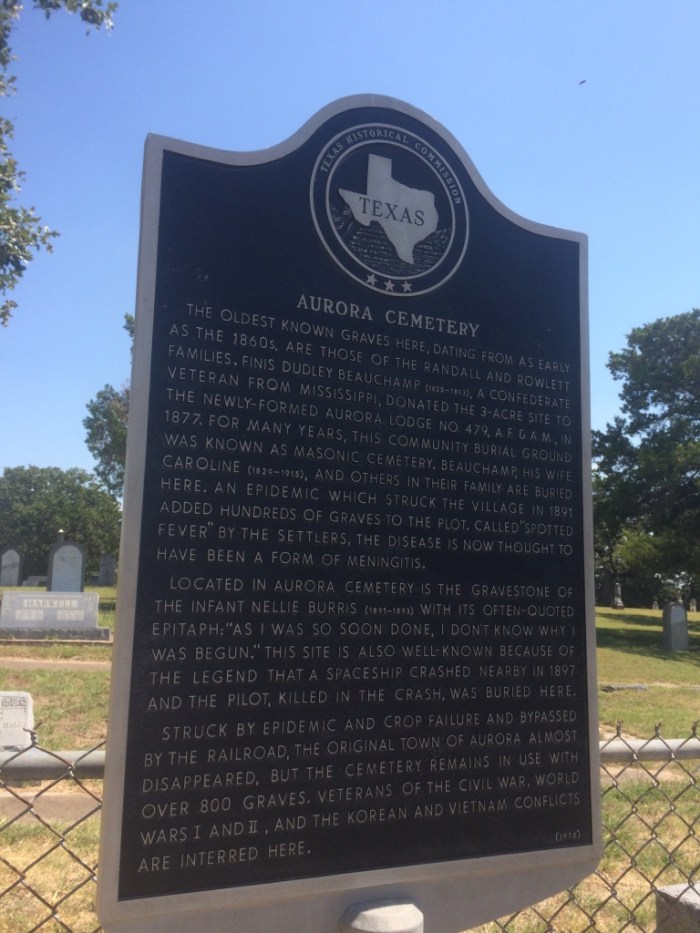 TEXAS HISTORICAL COMMISSION
TEXAS
AURORA CEMETERY
THE OLDEST KNOWN GRAVES HERE, DATING FROM AS EARLY
AS THE 1860s, ARE THOSE OF THE RANDALL AND ROWLETT
FAMILIES. FINIS DUDLEY BEAUCHAMP (1825-1893), A CONFEDERATE
VETERAN FROM MISSISSIPPI, DONATED THE 3-ACRE SITE TO
THE NEWLY-FORMED AURORA LODGE NO. 479, A.F. & A.M., IN
1877. FOR MANY YEARS, THIS COMMUNITY BURIAL GROUND
WAS KNOWN AS MASONIC CEMETERY. BEAUCHAMP, HIS WIFE
CAROLINE (1829-1915), AND OTHERS IN THEIR FAMILY ARE BURIED
HERE. AN EPIDEMIC WHICH STRUCK THE VILLAGE IN 1891
ADDED HUNDREDS OF GRAVES TO THE PLOT. CALLED "SPOTTED
FEVER" BY THE SETTLERS, THE DISEASE IS NOW THOUGHT TO
HAVE BEEN A FORM OF MENINGITIS.
LOCATED IN AURORA CEMETERY IS THE GRAVESTONE OF
THE INFANT NELLIE BURRIS (1891-1893) WITH ITS OFTEN-QUOTED
EPITAPH: "AS I WAS SO SOON DONE, I DON'T KNOW WHY I
WAS BEGUN." THIS SITE IS ALSO WELL-KNOWN BECAUSE OF
THE LEGEND THAT A SPACESHIP CRASHED NEARBY IN 1897
AND THE PILOT, KILLED IN THE CRASH, WAS BURIED HERE.
STRUCK BY EPIDEMIC AND CROP FAILURE AND BYPASSED
BY THE RAILROAD, THE ORIGINAL TOWN OF AURORA ALMOST
DISAPPEARED, BUT THE CEMETERY REMAINS IN USE WITH
OVER 800 GRAVES. VETERANS OF THE CIVIL WAR, WORLD
WARS I AND II, AND THE KOREAN AND VIETNAM CONFLICTS
ARE INTERRED HERE.
HARWELL